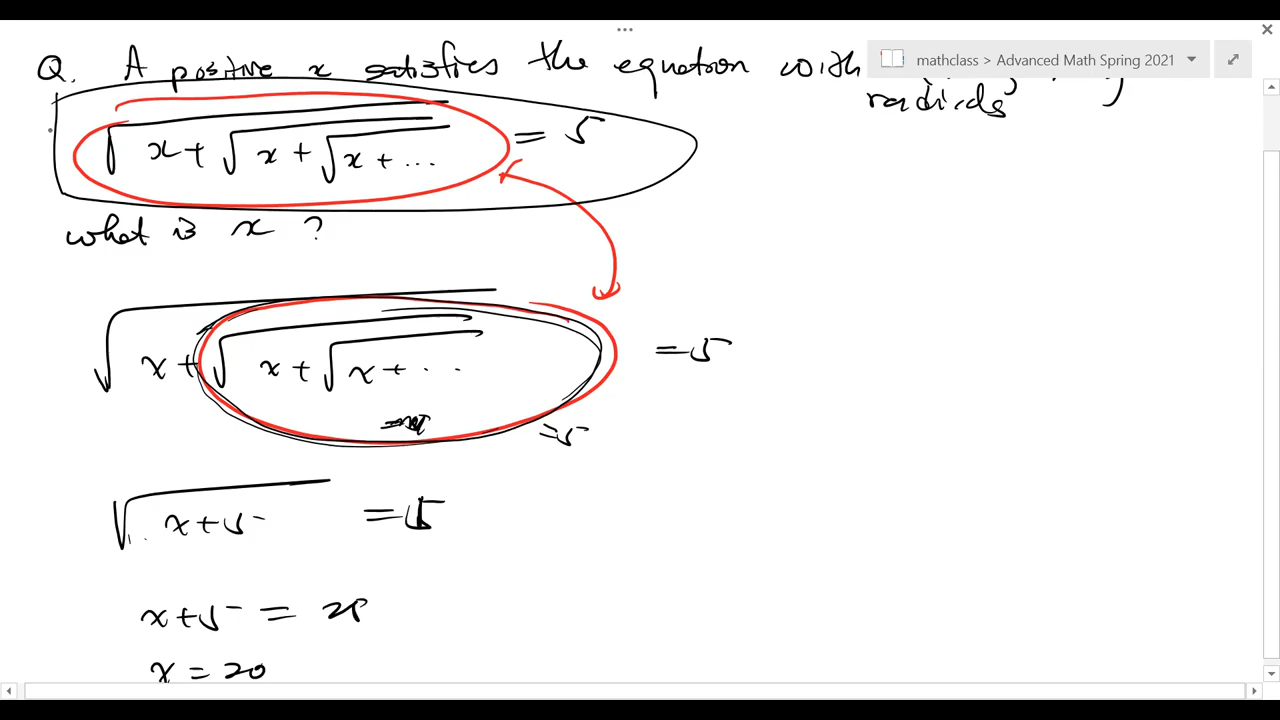 mathclass > Advanced Math Spring 2021
Q. A positive x satisfies the equation with
radicals,
√(x+√(x+√(x+...))) = 5
what is x ?
√(x+√(x+√(x+...))) = 5
= 5
√(x+5) = 5
x+5 = 25
x = 20